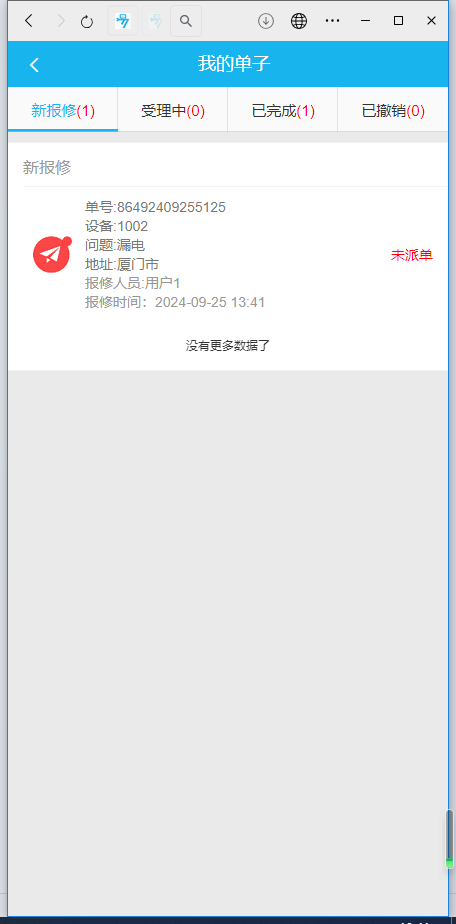 我的单子
新报修(1) 受理中(0) 已完成(1) 已撤销(0)
新报修
单号:86492409255125
设备:1002
问题:漏电
地址:厦门市
未派单
报修人员:用户1
报修时间：2024-09-25 13:41
没有更多数据了